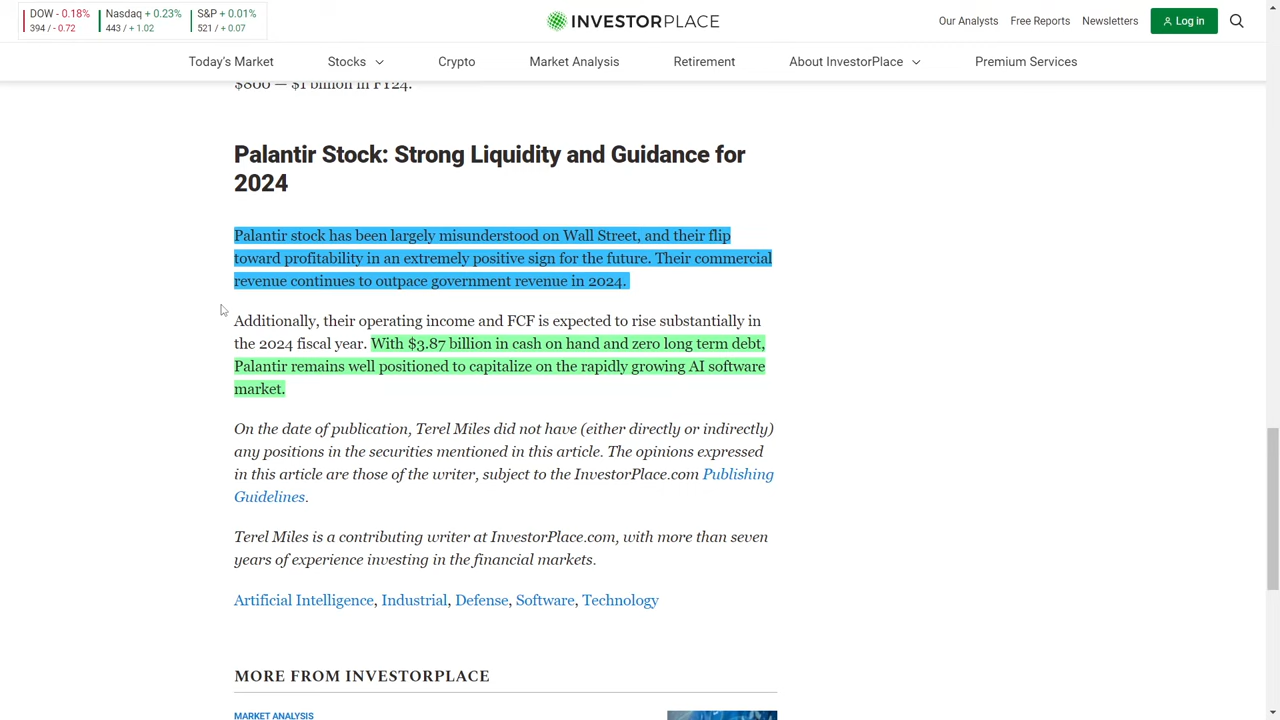 DOW - 0.18% Nasdaq + 0.23% S&P + 0.01%
394 / - 0.72 443 / + 1.02 521 / + 0.07
INVESTORPLACE
Our Analysts Free Reports Newsletters Log in
Today's Market Stocks Crypto Market Analysis Retirement About InvestorPlace Premium Services
$800 — $1 billion in FY24.
Palantir Stock: Strong Liquidity and Guidance for
2024
Palantir stock has been largely misunderstood on Wall Street, and their flip
toward profitability in an extremely positive sign for the future. Their commercial
revenue continues to outpace government revenue in 2024.
Additionally, their operating income and FCF is expected to rise substantially in
the 2024 fiscal year. With $3.87 billion in cash on hand and zero long term debt,
Palantir remains well positioned to capitalize on the rapidly growing AI software
market.
On the date of publication, Terel Miles did not have (either directly or indirectly)
any positions in the securities mentioned in this article. The opinions expressed
in this article are those of the writer, subject to the InvestorPlace.com Publishing
Guidelines.
Terel Miles is a contributing writer at InvestorPlace.com, with more than seven
years of experience investing in the financial markets.
Artificial Intelligence, Industrial, Defense, Software, Technology
MORE FROM INVESTORPLACE
MARKET ANALYSIS